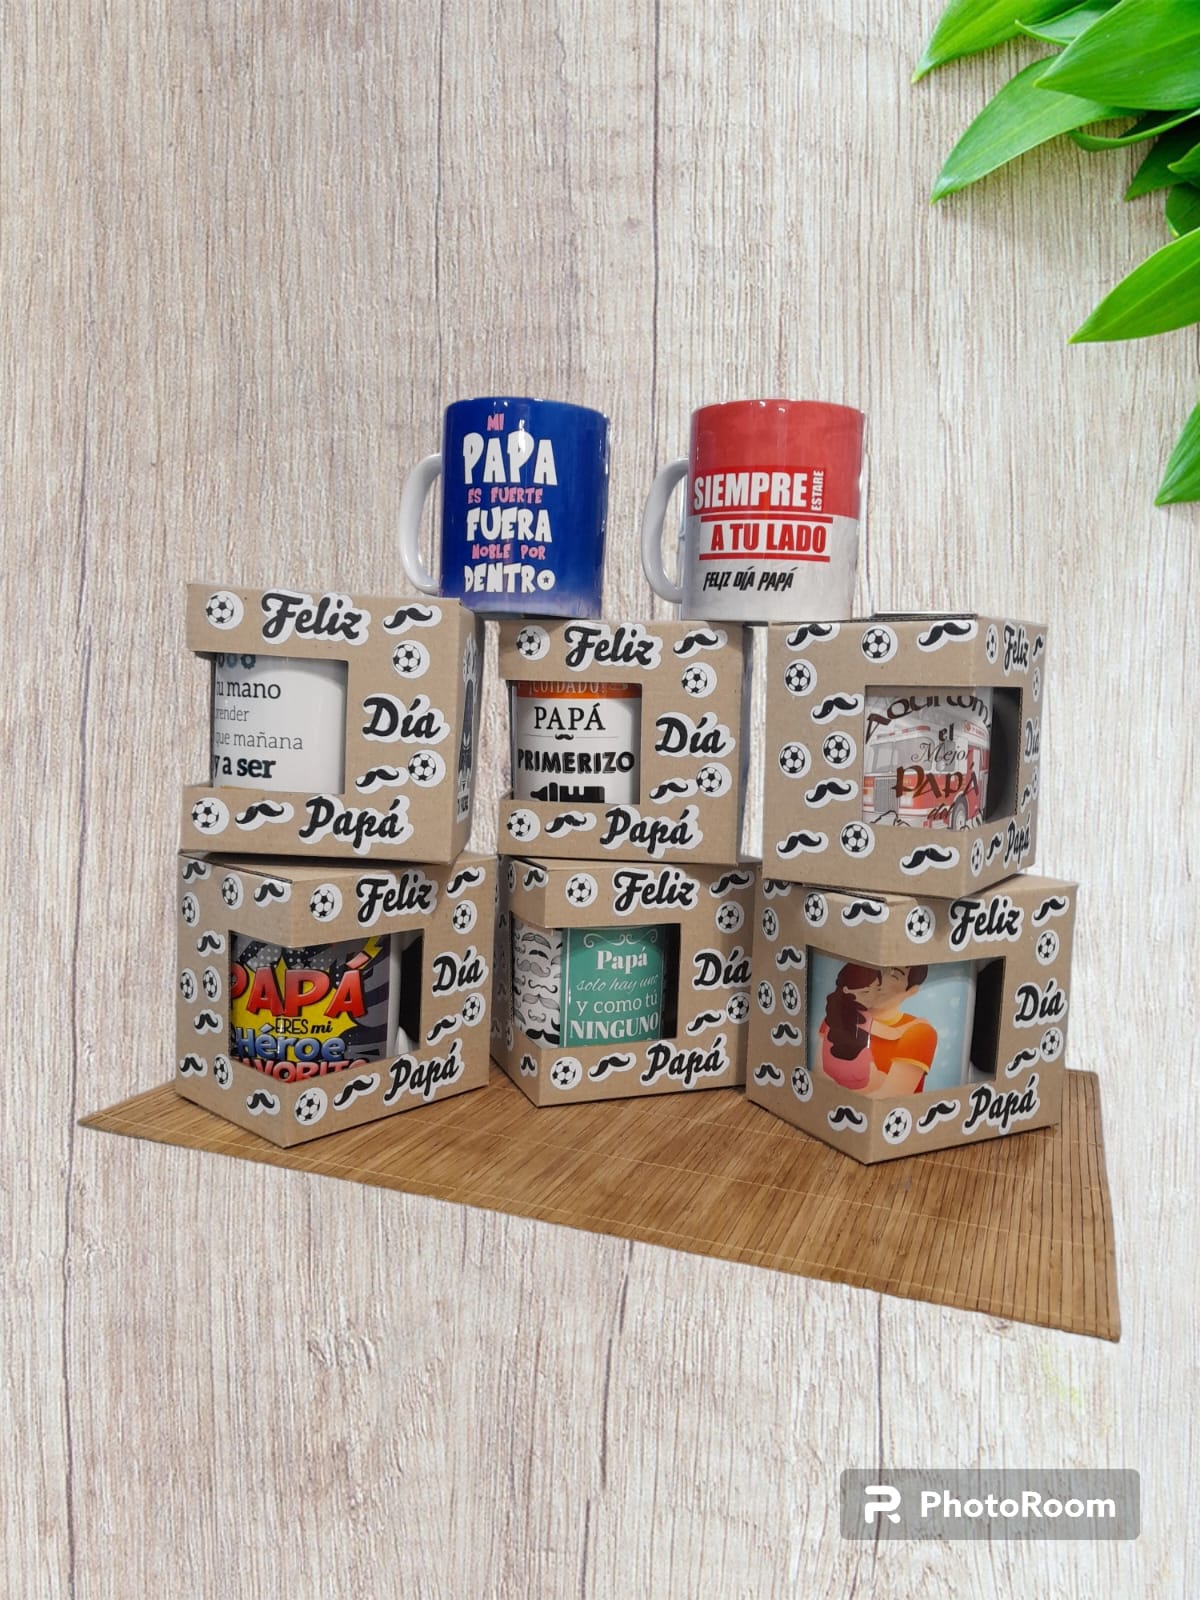 MI
PAPA
ES FUERTE
FUERA
NOBLE POR
DENTRO
SIEMPRE ESTARE
A TU LADO
FELIZ DÍA PAPÁ
Feliz
Día
Papá
tu mano
que mañana
y a ser
Feliz
Día
Papá
¡CUIDADO!
PAPÁ
PRIMERIZO
Feliz
Día
Papá
el
Mejor
PAPÁ
del
Feliz
Día
Papá
PAPÁ
ERES mi
Héroe
Feliz
Día
Papá
Papá
solo hay uno
y como tú
NINGUNO
Feliz
Día
Papá
PhotoRoom